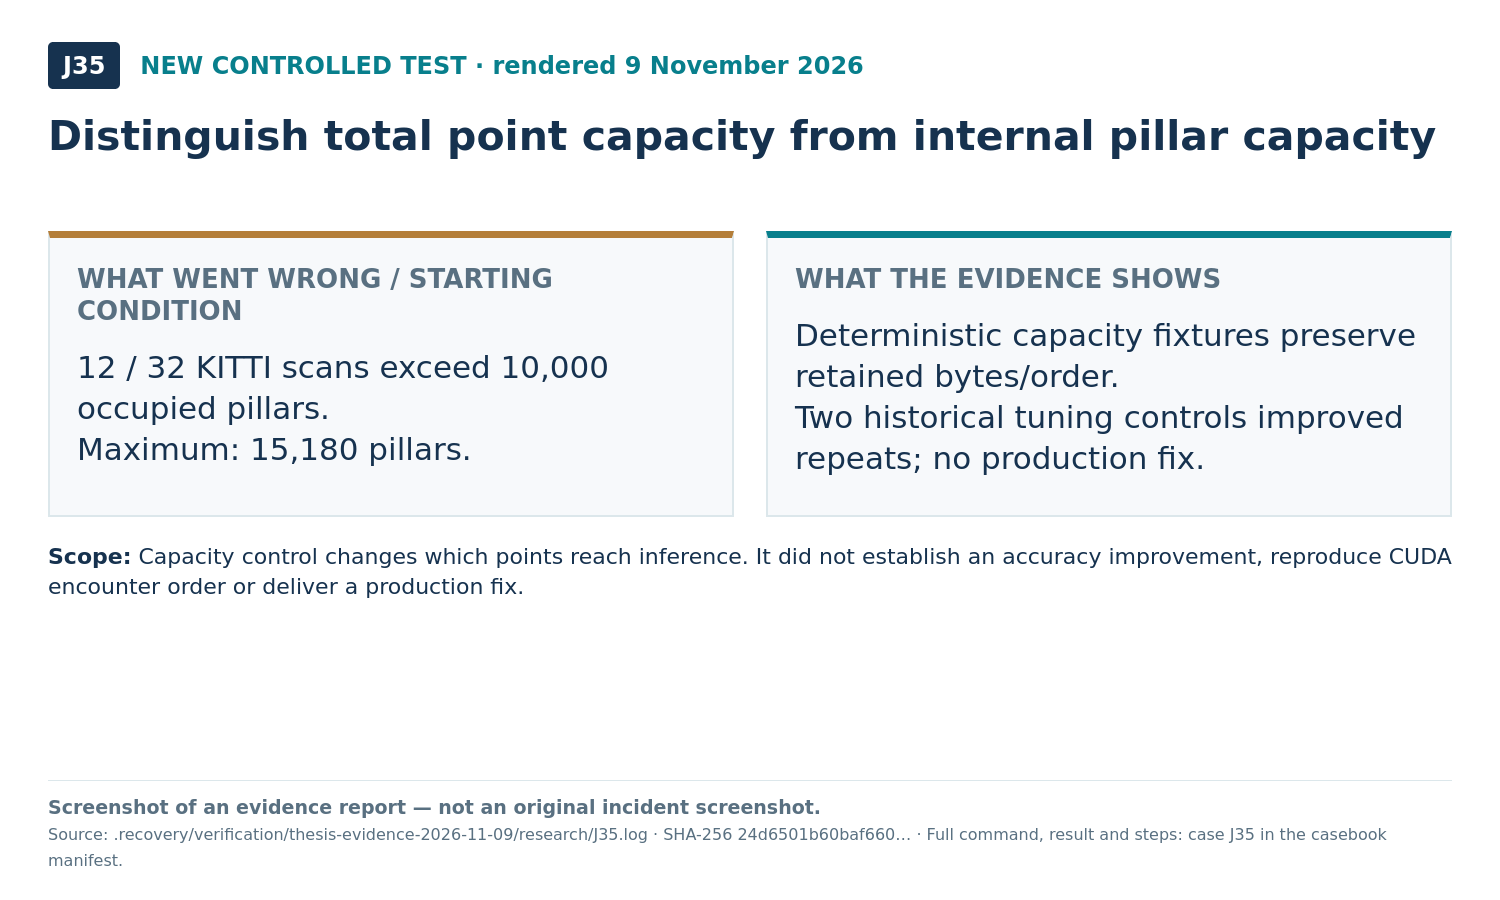 J35 NEW CONTROLLED TEST · rendered 9 November 2026
Distinguish total point capacity from internal pillar capacity
WHAT WENT WRONG / STARTING
CONDITION
12 / 32 KITTI scans exceed 10,000
occupied pillars.
Maximum: 15,180 pillars.
WHAT THE EVIDENCE SHOWS
Deterministic capacity fixtures preserve
retained bytes/order.
Two historical tuning controls improved
repeats; no production fix.
Scope: Capacity control changes which points reach inference. It did not establish an accuracy improvement, reproduce CUDA
encounter order or deliver a production fix.
Screenshot of an evidence report — not an original incident screenshot.
Source: .recovery/verification/thesis-evidence-2026-11-09/research/J35.log · SHA-256 24d6501b60baf660… · Full command, result and steps: case J35 in the casebook
manifest.